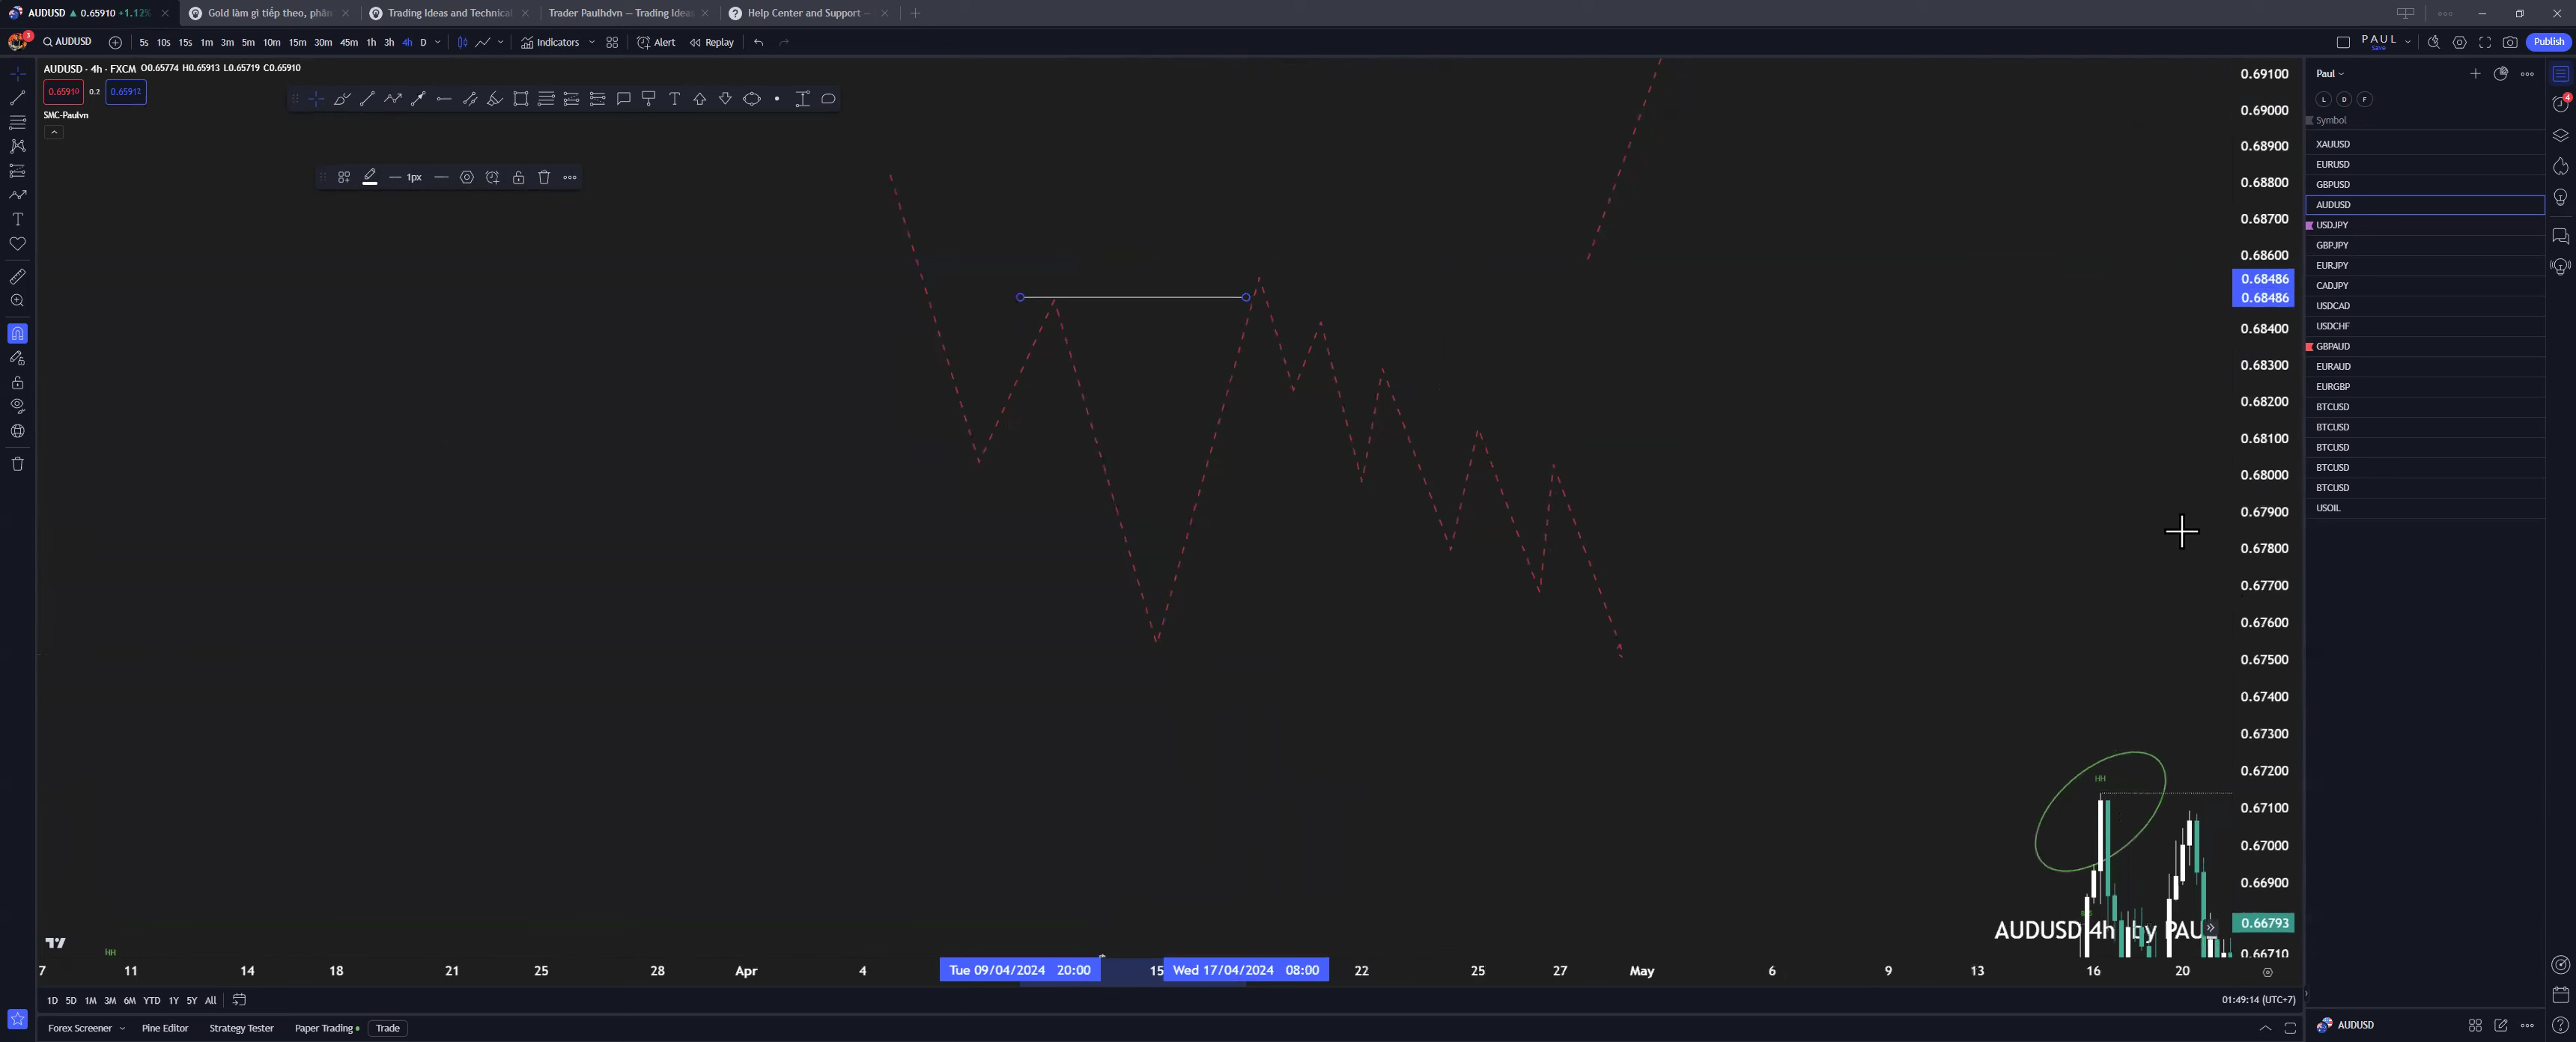 AUDUSD ▲ 0.65910 +1.12%
Gold làm gì tiếp theo, phân
Trading Ideas and Technical
Trader Paulhdvn — Trading Ideas
Help Center and Support —
3
AUDUSD
5s 10s 15s 1m 3m 5m 10m 15m 30m 45m 1h 3h 4h D
Indicators
Alert
Replay
PAUL
Save
Publish
AUDUSD · 4h · FXCM O0.65774 H0.65913 L0.65719 C0.65910
0.65910 0.2 0.65912
SMC-Paulvn
1px
0.69100
0.69000
0.68900
0.68800
0.68700
0.68600
0.68486
0.68486
0.68400
0.68300
0.68200
0.68100
0.68000
0.67900
0.67800
0.67700
0.67600
0.67500
0.67400
0.67300
0.67200
0.67100
0.67000
0.66900
0.66793
0.66710
HH
AUDUSD 4h by PAU
HH
7 11 14 18 21 25 28 Apr 4 Tue 09/04/2024 20:00 15 Wed 17/04/2024 08:00 22 25 27 May 6 9 13 16 20
1D 5D 1M 3M 6M YTD 1Y 5Y All
01:49:14 (UTC+7)
Forex Screener Pine Editor Strategy Tester Paper Trading Trade
Paul
L D F
Symbol
XAUUSD
EURUSD
GBPUSD
AUDUSD
USDJPY
GBPJPY
EURJPY
CADJPY
USDCAD
USDCHF
GBPAUD
EURAUD
EURGBP
BTCUSD
BTCUSD
BTCUSD
BTCUSD
BTCUSD
USOIL
AUDUSD
4